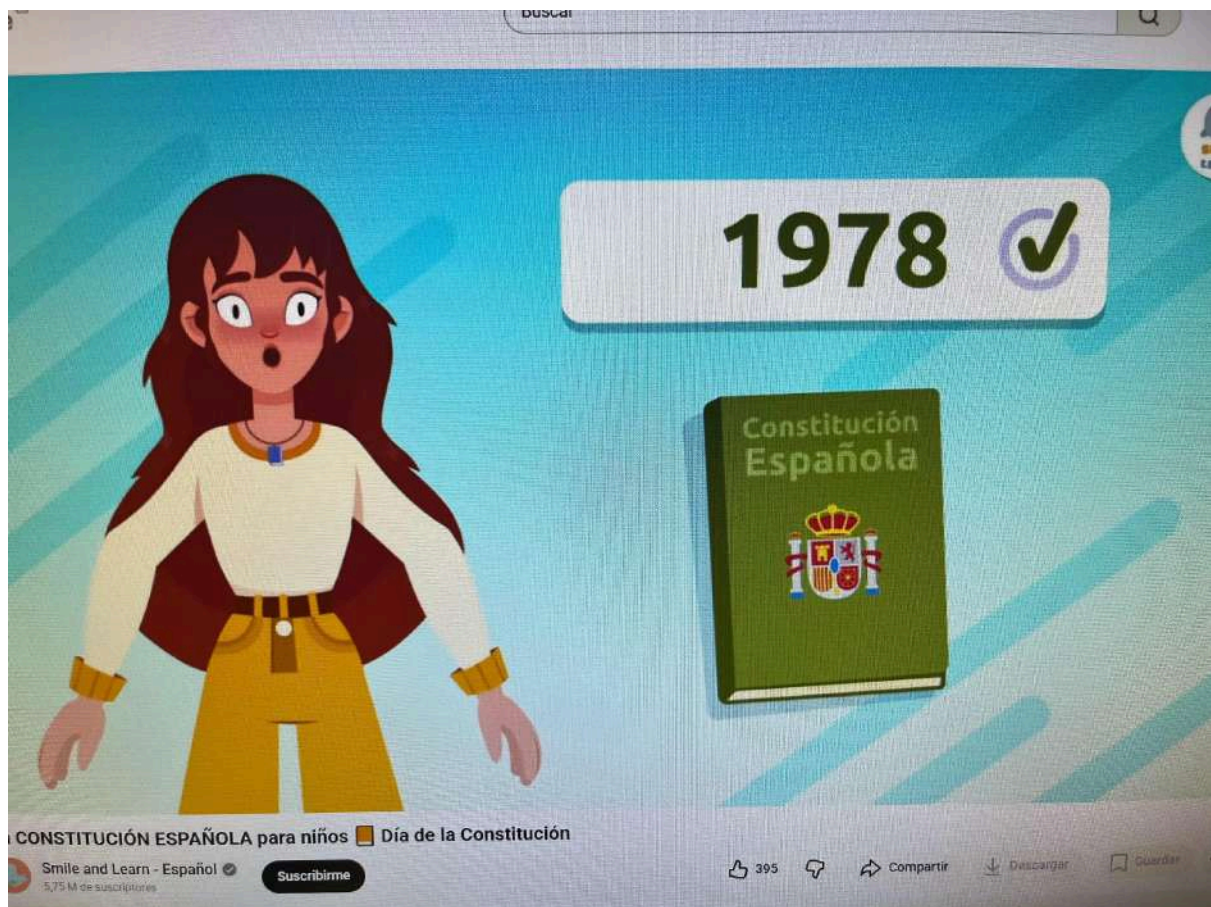 Buscar
1978
Constitución
Española
CONSTITUCIÓN ESPAÑOLA para niños 📙 Día de la Constitución
Smile and Learn - Español
5,75 M de suscriptores
Suscribirme
395
Compartir
Descargar
Guardar